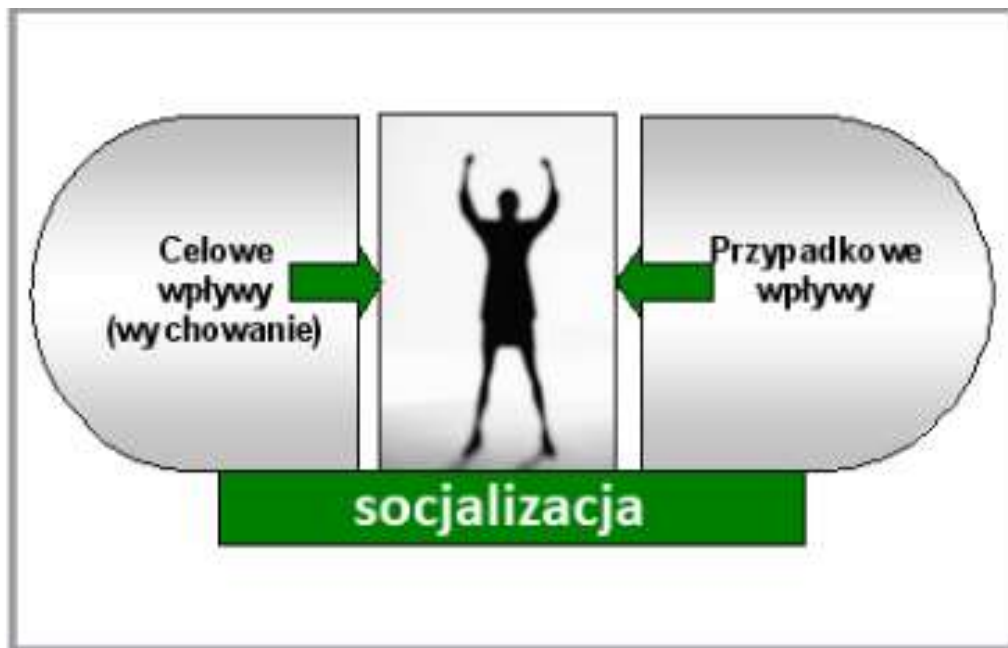 Celowe
wpływy
(wychowanie)
Przypadkowe
wpływy
socjalizacja